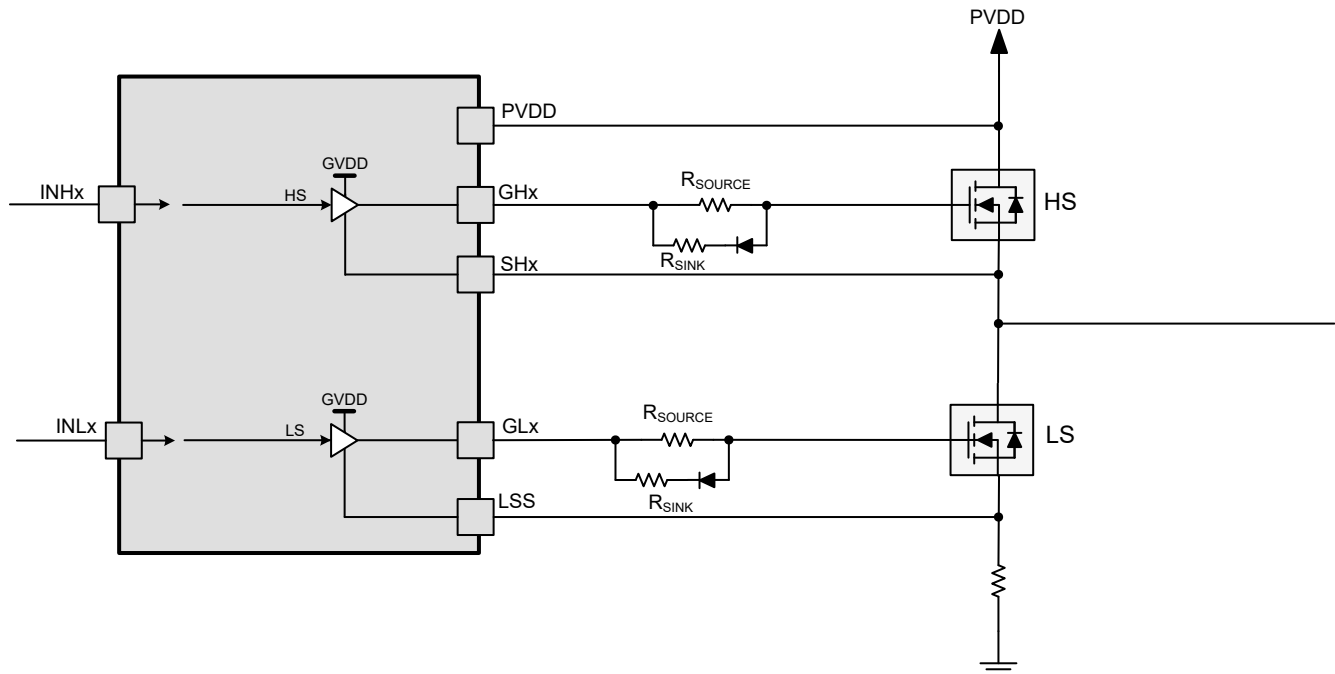 PVDD
PVDD
GVDD
INHx
HS
GHx
RSOURCE
HS
RSINK
SHx
GVDD
INLx
LS
GLx
RSOURCE
LS
RSINK
LSS